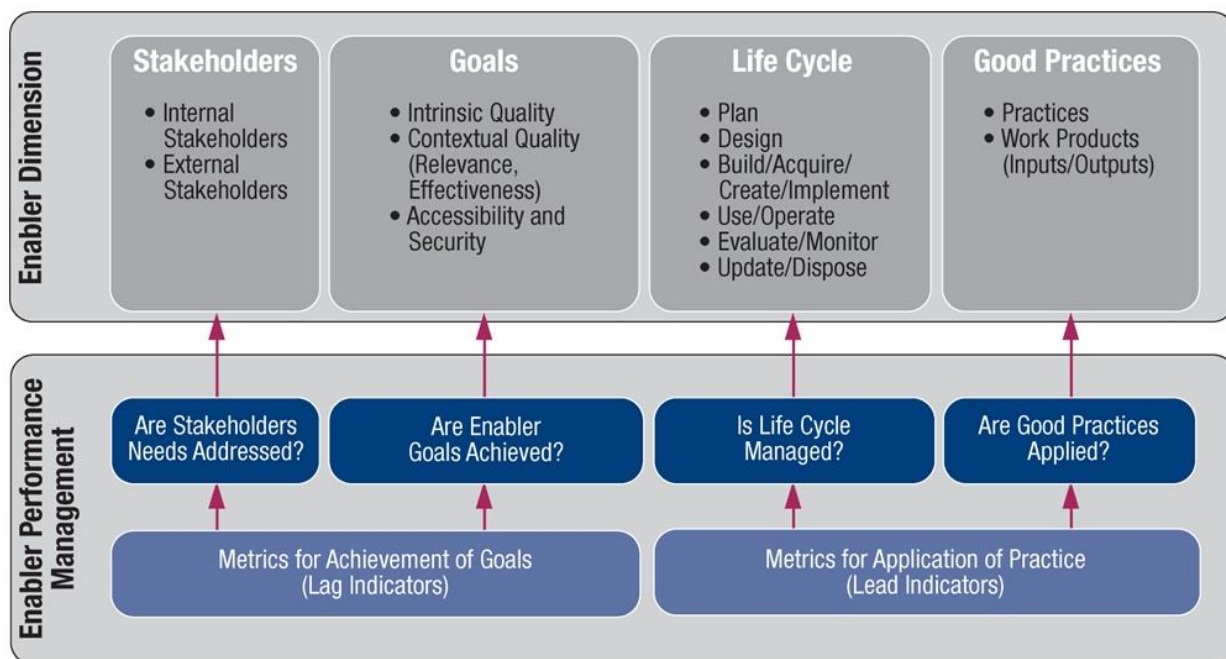 Enabler Dimension
Stakeholders
• Internal
Stakeholders
• External
Stakeholders
Goals
• Intrinsic Quality
• Contextual Quality
(Relevance,
Effectiveness)
• Accessibility and
Security
Life Cycle
• Plan
• Design
• Build/Acquire/
Create/Implement
• Use/Operate
• Evaluate/Monitor
• Update/Dispose
Good Practices
• Practices
• Work Products
(Inputs/Outputs)
Enabler Performance
Management
Are Stakeholders
Needs Addressed?
Are Enabler
Goals Achieved?
Is Life Cycle
Managed?
Are Good Practices
Applied?
Metrics for Achievement of Goals
(Lag Indicators)
Metrics for Application of Practice
(Lead Indicators)